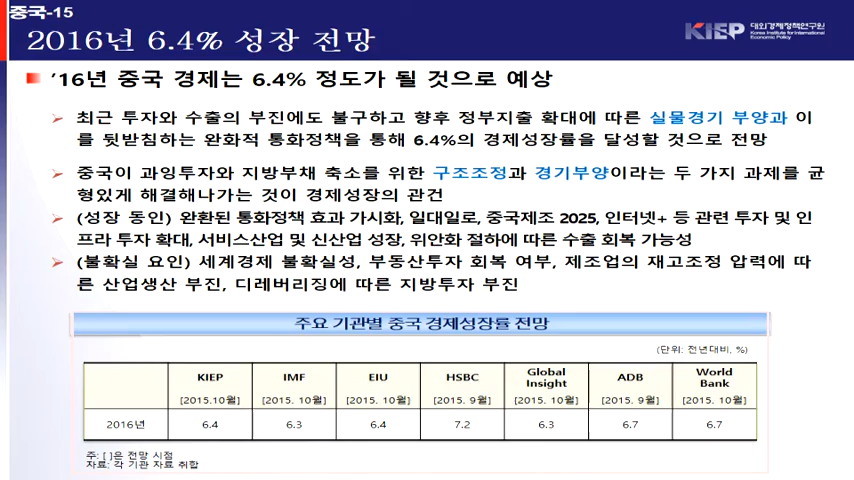 중국-15
2016년 6.4% 성장 전망
KIEP 대외경제정책연구원
Korea Institute for International
Economic Policy
’16년 중국 경제는 6.4% 정도가 될 것으로 예상
➢ 최근 투자와 수출의 부진에도 불구하고 향후 정부지출 확대에 따른 실물경기 부양과 이
를 뒷받침하는 완화적 통화정책을 통해 6.4%의 경제성장률을 달성할 것으로 전망
➢ 중국이 과잉투자와 지방부채 축소를 위한 구조조정과 경기부양이라는 두 가지 과제를 균
형있게 해결해나가는 것이 경제성장의 관건
➢ (성장 동인) 완환된 통화정책 효과 가시화, 일대일로, 중국제조 2025, 인터넷+ 등 관련 투자 및 인
프라 투자 확대, 서비스산업 및 신산업 성장, 위안화 절하에 따른 수출 회복 가능성
➢ (불확실 요인) 세계경제 불확실성, 부동산투자 회복 여부, 제조업의 재고조정 압력에 따
른 산업생산 부진, 디레버리징에 따른 지방투자 부진
주요 기관별 중국 경제성장률 전망
(단위: 전년대비, %)
KIEP IMF EIU HSBC Global Insight ADB World Bank
[2015.10월] [2015. 10월] [2015. 10월] [2015. 9월] [2015. 10월] [2015. 9월] [2015. 10월]
2016년 6.4 6.3 6.4 7.2 6.3 6.7 6.7
주: [ ]은 전망 시점
자료: 각 기관 자료 취합